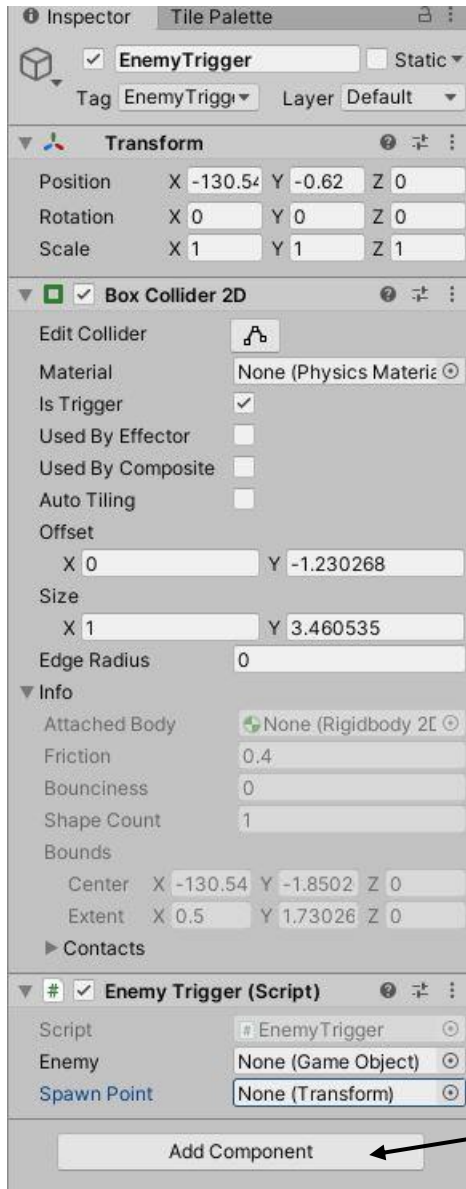 Inspector Tile Palette
EnemyTrigger Static
Tag EnemyTrigg Layer Default
Transform
Position X -130.54 Y -0.62 Z 0
Rotation X 0 Y 0 Z 0
Scale X 1 Y 1 Z 1
Box Collider 2D
Edit Collider
Material None (Physics Materia
Is Trigger
Used By Effector
Used By Composite
Auto Tiling
Offset
X 0 Y -1.230268
Size
X 1 Y 3.460535
Edge Radius 0
Info
Attached Body None (Rigidbody 2D
Friction 0.4
Bounciness 0
Shape Count 1
Bounds
Center X -130.54 Y -1.8502 Z 0
Extent X 0.5 Y 1.73026 Z 0
Contacts
# Enemy Trigger (Script)
Script # EnemyTrigger
Enemy None (Game Object)
Spawn Point None (Transform)
Add Component